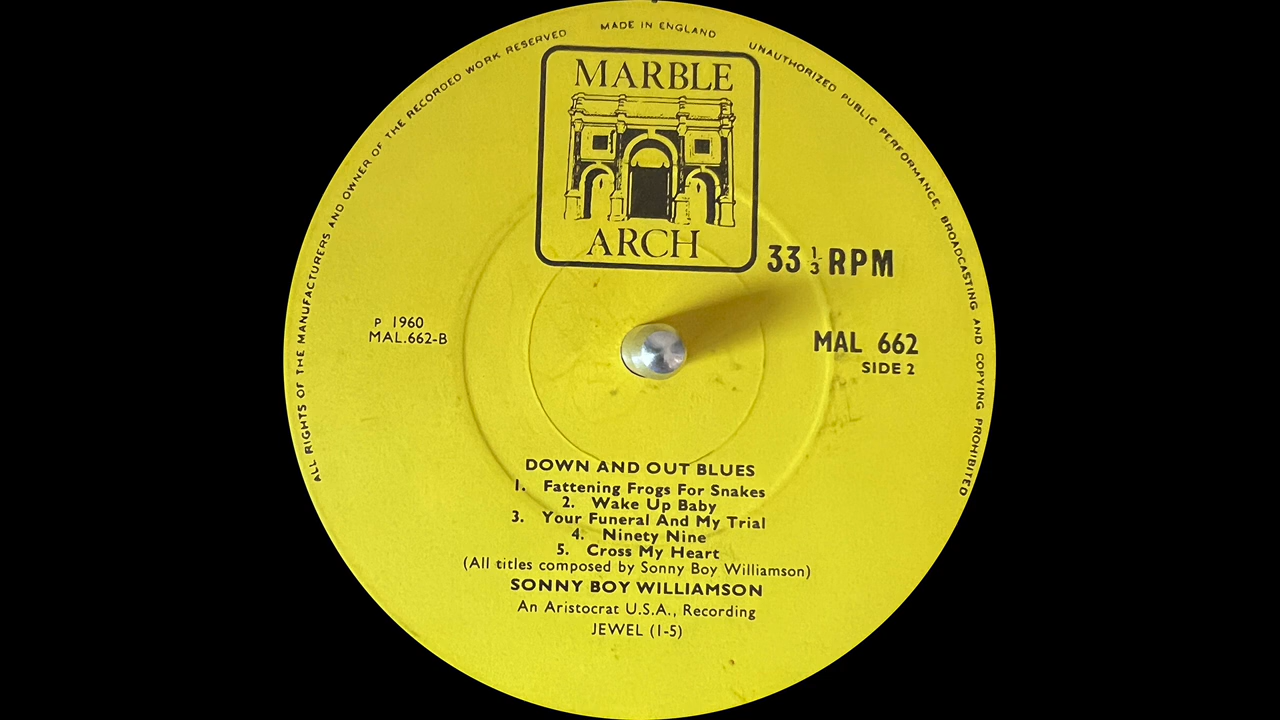 MADE IN ENGLAND
ALL RIGHTS OF THE MANUFACTURERS AND OWNER OF THE RECORDED WORK RESERVED
UNAUTHORIZED PUBLIC PERFORMANCE, BROADCASTING AND COPYING PROHIBITED
MARBLE
ARCH
33 1/3 RPM
P 1960
MAL.662-B
MAL 662
SIDE 2
DOWN AND OUT BLUES
1. Fattening Frogs For Snakes
2. Wake Up Baby
3. Your Funeral And My Trial
4. Ninety Nine
5. Cross My Heart
(All titles composed by Sonny Boy Williamson)
SONNY BOY WILLIAMSON
An Aristocrat U.S.A., Recording
JEWEL (1-5)